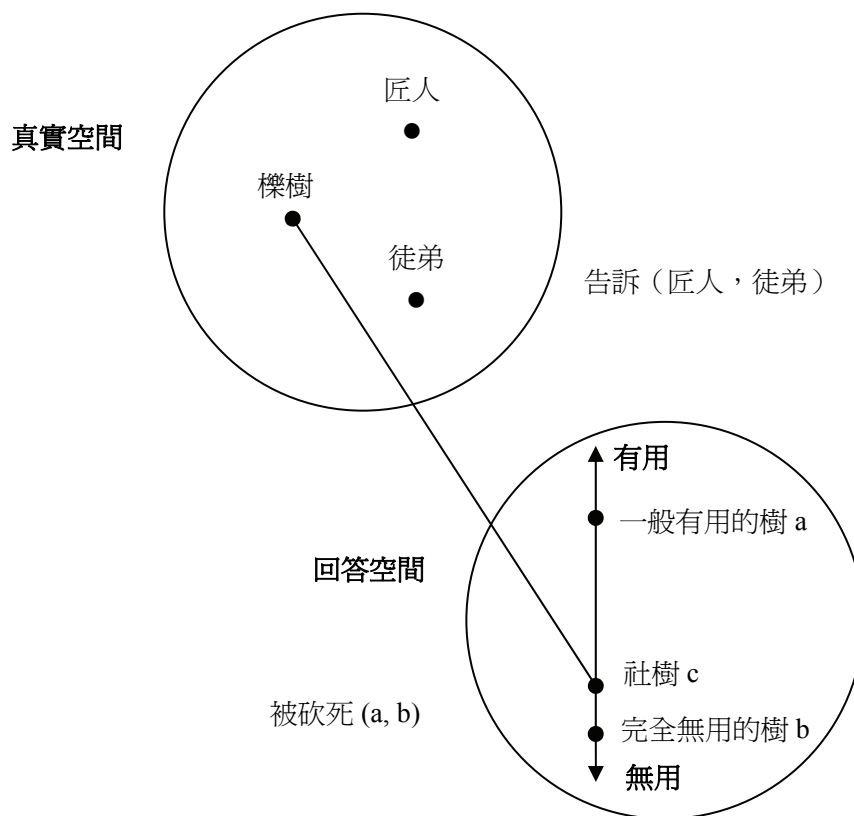 匠人
真實空間
櫟樹
徒弟
告訴（匠人，徒弟）
有用
一般有用的樹 a
回答空間
社樹 c
被砍死 (a, b)
完全無用的樹 b
無用